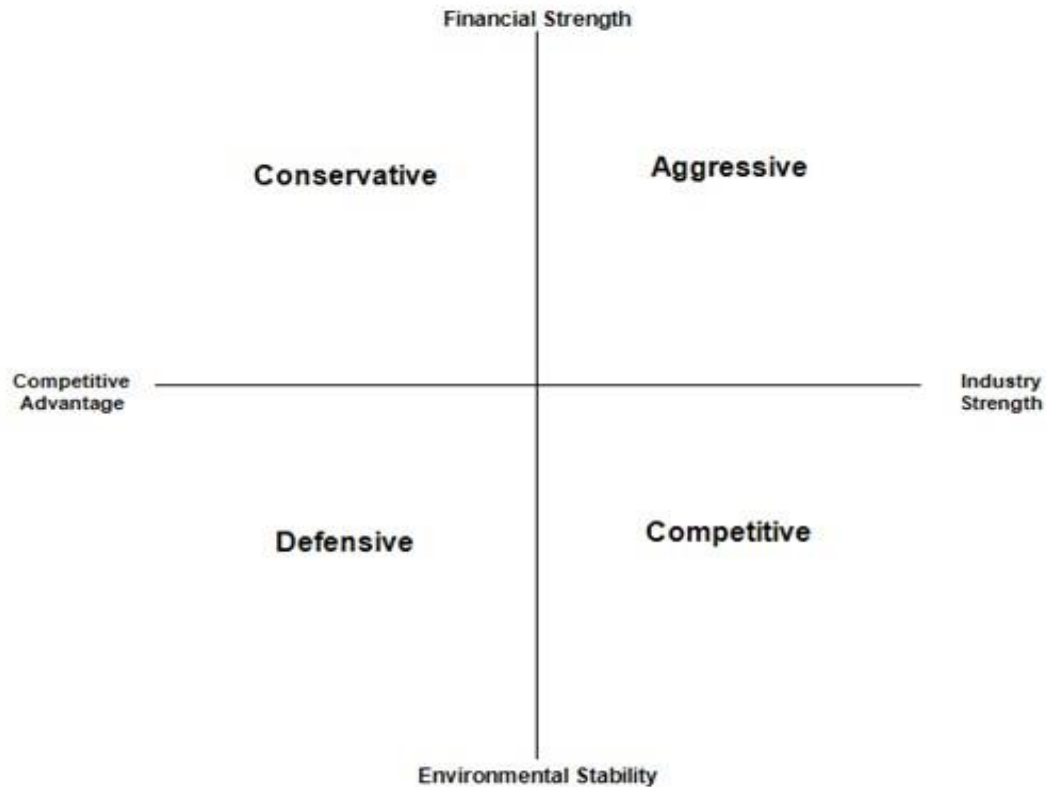 Financial Strength
Conservative
Aggressive
Competitive
Advantage
Industry
Strength
Defensive
Competitive
Environmental Stability